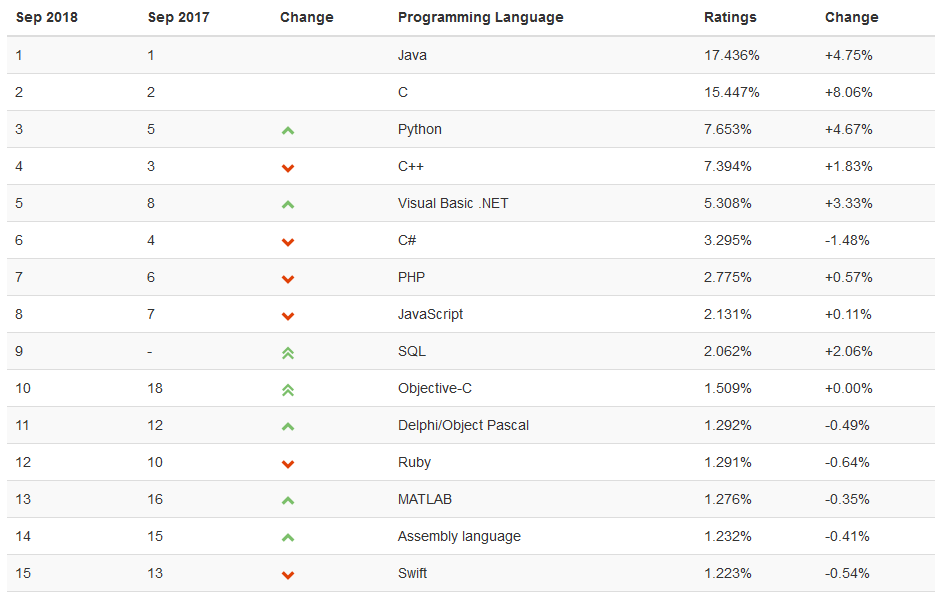 Sep 2018 Sep 2017 Change Programming Language Ratings Change
1 1 Java 17.436% +4.75%
2 2 C 15.447% +8.06%
3 5 Python 7.653% +4.67%
4 3 C++ 7.394% +1.83%
5 8 Visual Basic .NET 5.308% +3.33%
6 4 C# 3.295% -1.48%
7 6 PHP 2.775% +0.57%
8 7 JavaScript 2.131% +0.11%
9 - SQL 2.062% +2.06%
10 18 Objective-C 1.509% +0.00%
11 12 Delphi/Object Pascal 1.292% -0.49%
12 10 Ruby 1.291% -0.64%
13 16 MATLAB 1.276% -0.35%
14 15 Assembly language 1.232% -0.41%
15 13 Swift 1.223% -0.54%